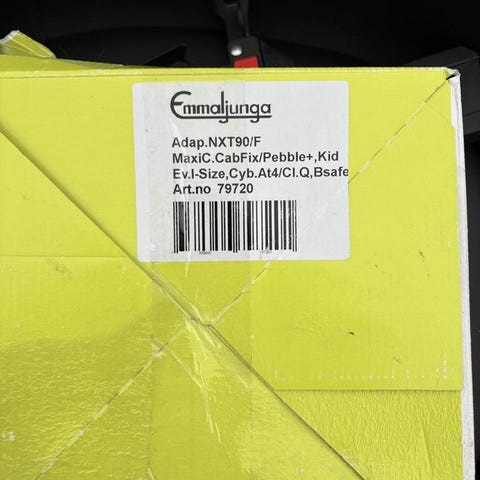 Emmaljunga
Adap.NXT90/F
MaxiC.CabFix/Pebble+,Kid
Ev.I-Size,Cyb.At4/Cl.Q,Bsafe
Art.no 79720